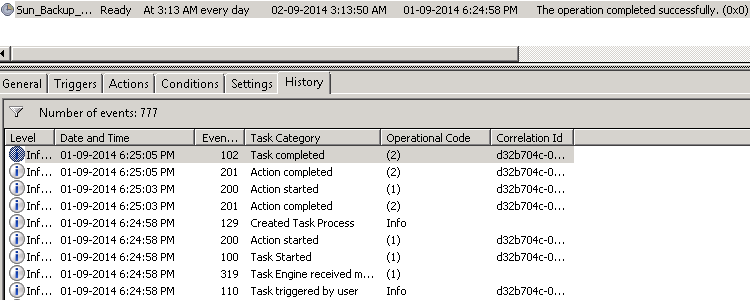 Sun_Backup_... Ready At 3:13 AM every day 02-09-2014 3:13:50 AM 01-09-2014 6:24:58 PM The operation completed successfully. (0x0)
General Triggers Actions Conditions Settings History
Number of events: 777
Level Date and Time Even... Task Category Operational Code Correlation Id
Inf... 01-09-2014 6:25:05 PM 102 Task completed (2) d32b704c-0...
Inf... 01-09-2014 6:25:05 PM 201 Action completed (2) d32b704c-0...
Inf... 01-09-2014 6:25:03 PM 200 Action started (1) d32b704c-0...
Inf... 01-09-2014 6:25:03 PM 201 Action completed (2) d32b704c-0...
Inf... 01-09-2014 6:24:58 PM 129 Created Task Process Info
Inf... 01-09-2014 6:24:58 PM 200 Action started (1) d32b704c-0...
Inf... 01-09-2014 6:24:58 PM 100 Task Started (1) d32b704c-0...
Inf... 01-09-2014 6:24:58 PM 319 Task Engine received m... (1)
Inf... 01-09-2014 6:24:58 PM 110 Task triggered by user Info d32b704c-0...